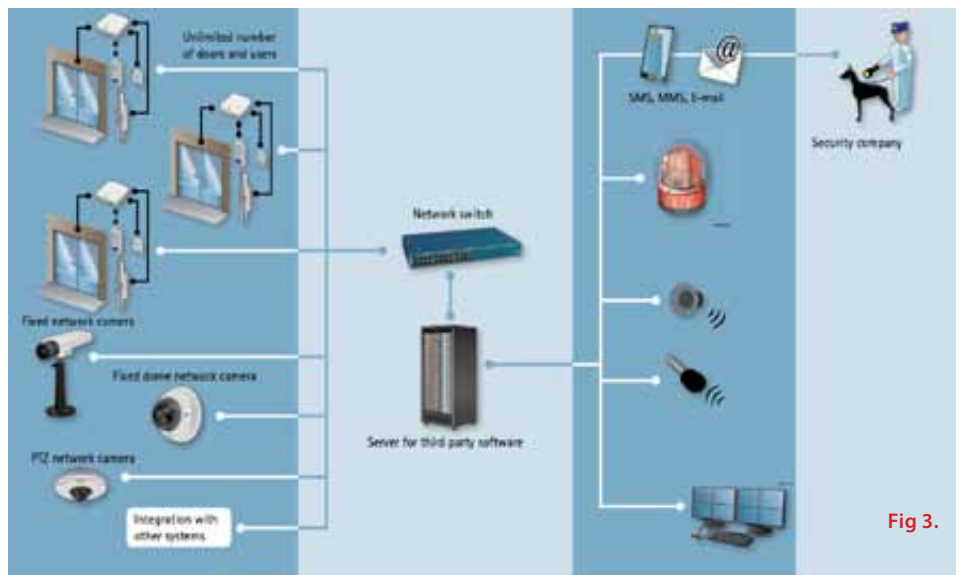 Unlimited number
of doors and users
SMS, MMS, E-mail
Security company
Network switch
Fixed network camera
Fixed dome network camera
Server for third party software
PTZ network camera
Integration with
other systems
Fig 3.